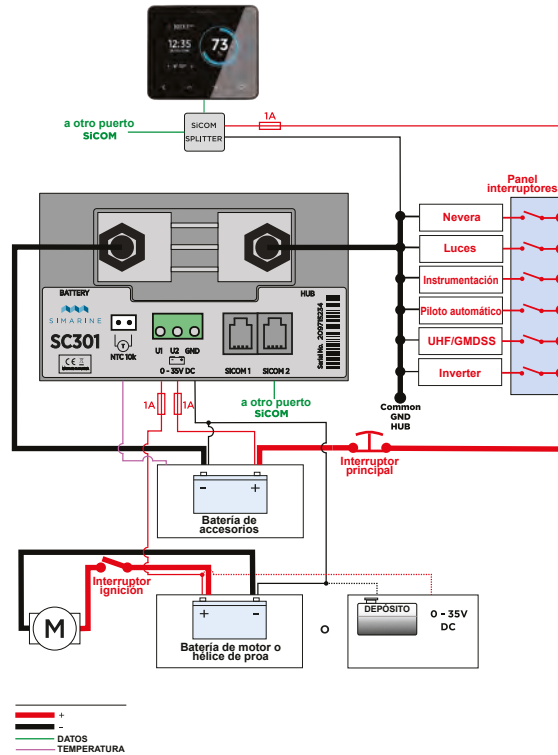 12:35
73
1A
a otro puerto
SiCOM
SiCOM
SPLITTER
Panel
interruptores
Nevera
Luces
Instrumentación
Piloto automático
UHF/GMDSS
Inverter
BATTERY
HUB
SIMARINE
SC301
CE
NTC 10k
T
U1 U2 GND
0 - 35V DC
SiCOM 1 SiCOM 2
Serial No. 209715234
1A
1A
a otro puerto
SiCOM
Common
GND
HUB
Interruptor
principal
- +
Batería de
accesorios
Interruptor
ignición
M
+ -
Batería de motor o
hélice de proa
o
DEPÓSITO
0 - 35V
DC
+
-
DATOS
TEMPERATURA